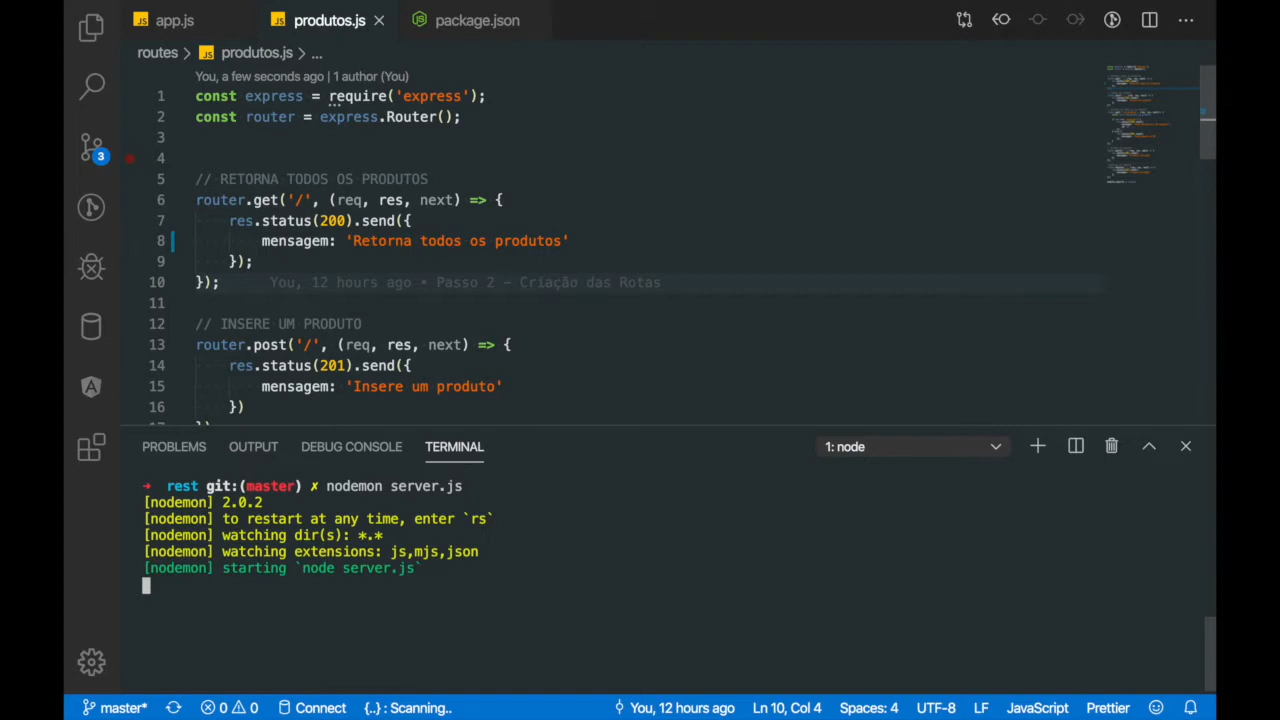 JS app.js
JS produtos.js
package.json
routes > JS produtos.js > ...
You, a few seconds ago | 1 author (You)
1 const express = require('express');
2 const router = express.Router();
3
4
5 // RETORNA TODOS OS PRODUTOS
6 router.get('/', (req, res, next) => {
7 res.status(200).send({
8 mensagem: 'Retorna todos os produtos'
9 });
10 }); You, 12 hours ago • Passo 2 – Criação das Rotas
11
12 // INSERE UM PRODUTO
13 router.post('/', (req, res, next) => {
14 res.status(201).send({
15 mensagem: 'Insere um produto'
16 })
3
PROBLEMS OUTPUT DEBUG CONSOLE TERMINAL
1: node
→ rest git:(master) ✗ nodemon server.js
[nodemon] 2.0.2
[nodemon] to restart at any time, enter `rs`
[nodemon] watching dir(s): *.*
[nodemon] watching extensions: js,mjs,json
[nodemon] starting `node server.js`
master* 0 0 Connect {..} : Scanning.. You, 12 hours ago Ln 10, Col 4 Spaces: 4 UTF-8 LF JavaScript Prettier